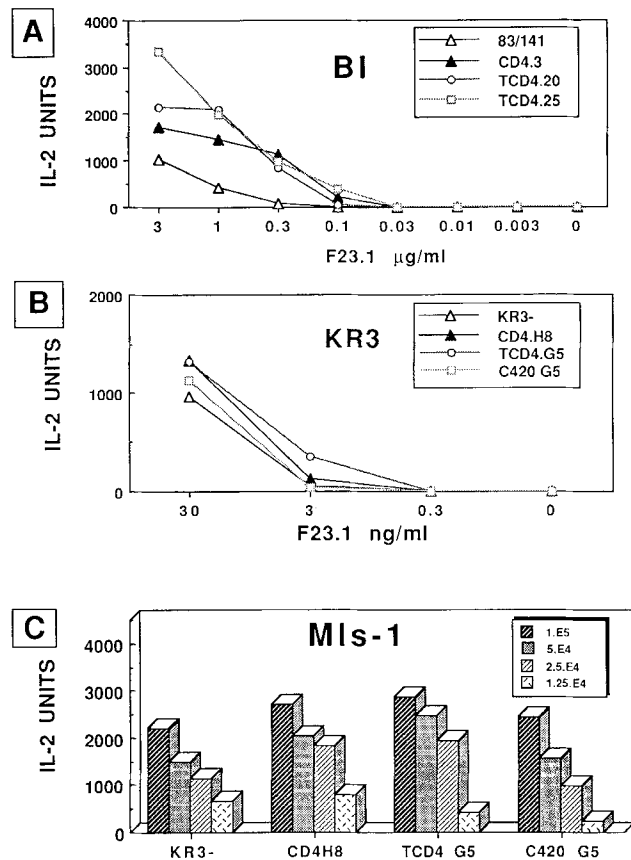 A
BI
83/141
CD4.3
TCD4.20
TCD4.25
IL-2 UNITS
4000
3000
2000
1000
0
3 1 0.3 0.1 0.03 0.01 0.003 0
F23.1 µg/ml
B
KR3
KR3-
CD4.H8
TCD4.G5
C420 G5
IL-2 UNITS
2000
1000
0
30 3 0.3 0
F23.1 ng/ml
C
Mls-1
1.E5
5.E4
2.5.E4
1.25.E4
IL-2 UNITS
4000
3000
2000
1000
0
KR3- CD4H8 TCD4 G5 C420 G5